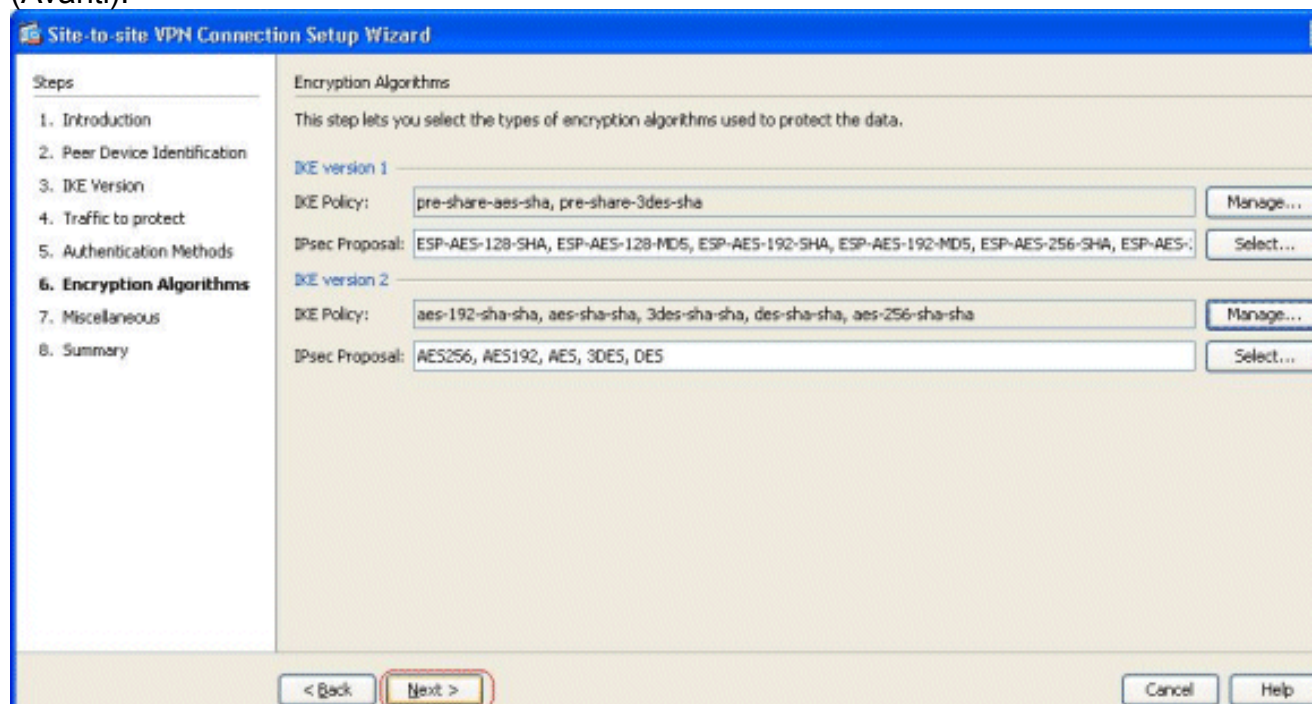 (Avanti).
Site-to-site VPN Connection Setup Wizard
Steps
1. Introduction
2. Peer Device Identification
3. IKE Version
4. Traffic to protect
5. Authentication Methods
6. Encryption Algorithms
7. Miscellaneous
8. Summary
Encryption Algorithms
This step lets you select the types of encryption algorithms used to protect the data.
IKE version 1
IKE Policy: pre-share-aes-sha, pre-share-3des-sha Manage...
IPsec Proposal: ESP-AES-128-SHA, ESP-AES-128-MD5, ESP-AES-192-SHA, ESP-AES-192-MD5, ESP-AES-256-SHA, ESP-AES- Select...
IKE version 2
IKE Policy: aes-192-sha-sha, aes-sha-sha, 3des-sha-sha, des-sha-sha, aes-256-sha-sha Manage...
IPsec Proposal: AES256, AES192, AES, 3DES, DES Select...
< Back Next > Cancel Help